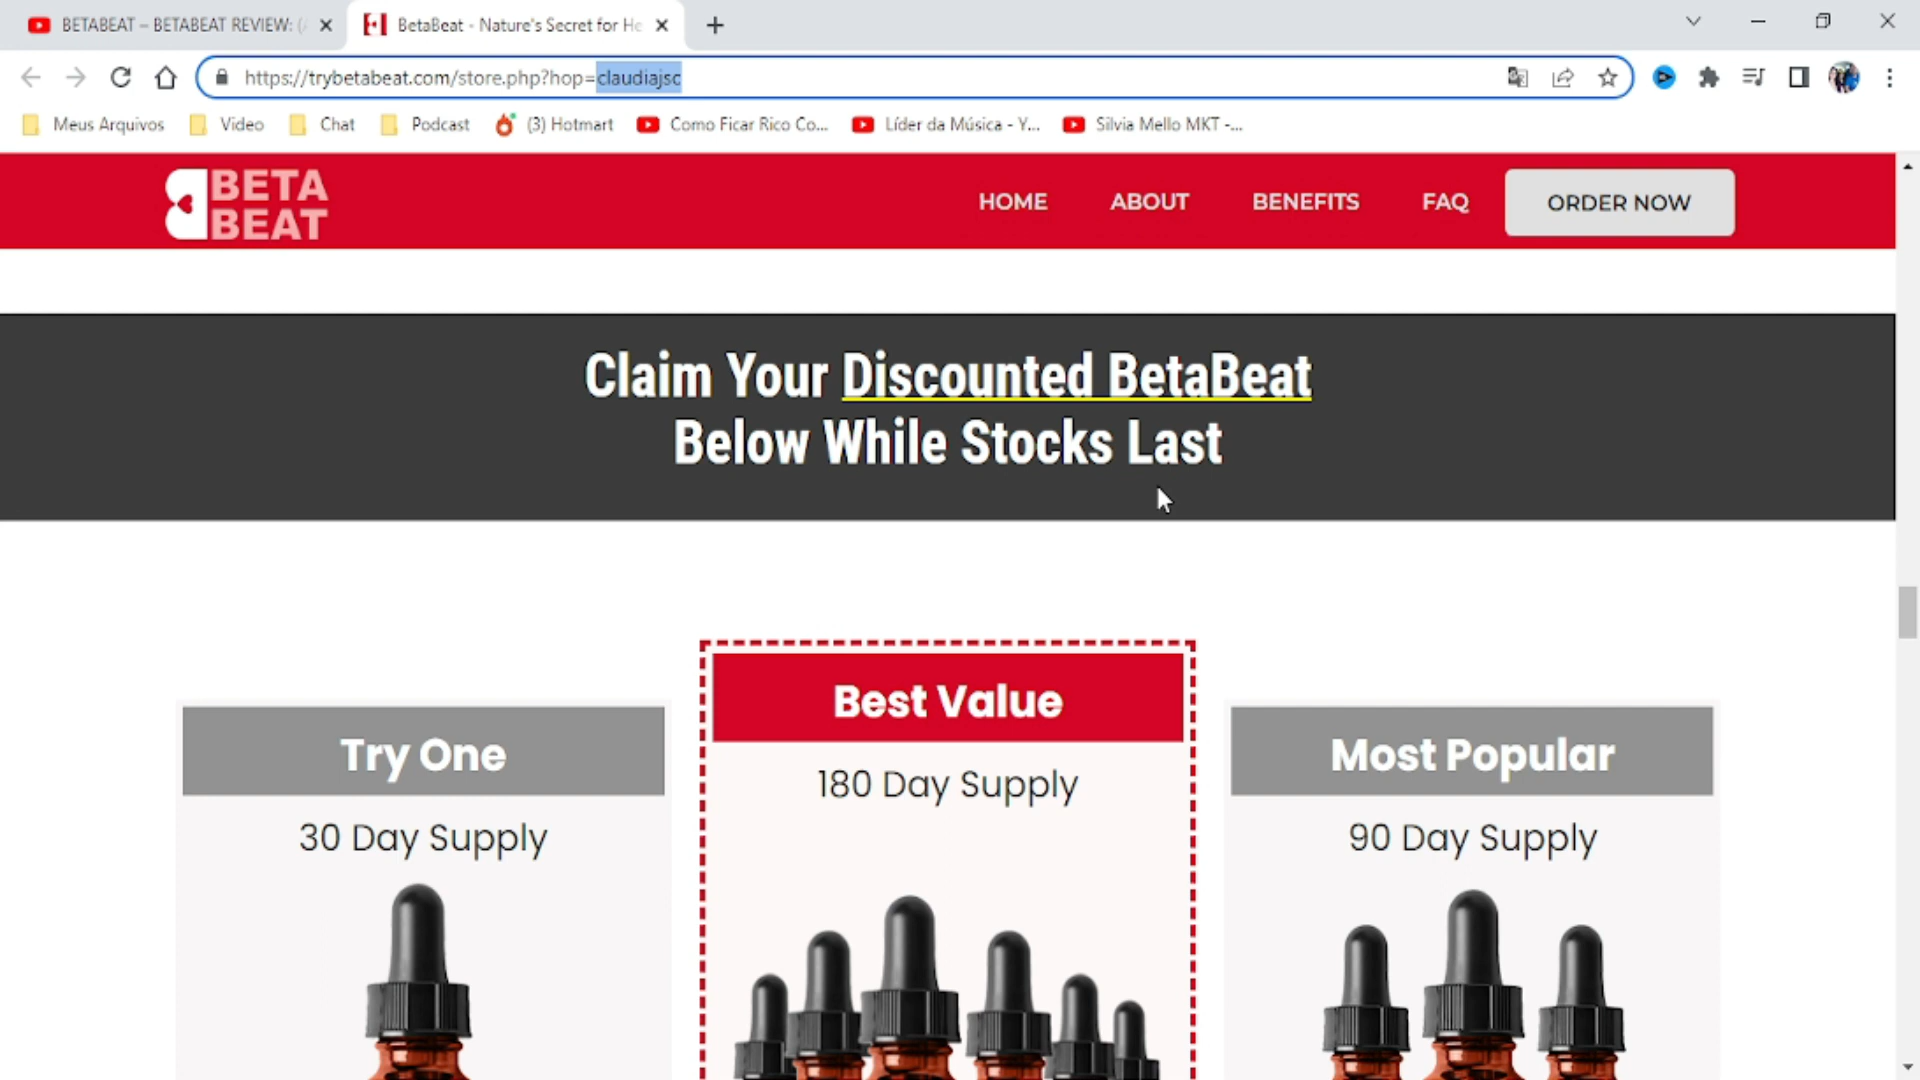 BETABEAT – BETABEAT REVIEW: (
BetaBeat - Nature's Secret for He
https://trybetabeat.com/store.php?hop=claudiajsc
Meus Arquivos
Video
Chat
Podcast
(3) Hotmart
Como Ficar Rico Co...
Líder da Música - Y...
Silvia Mello MKT -...
BETA
BEAT
HOME
ABOUT
BENEFITS
FAQ
ORDER NOW
Claim Your Discounted BetaBeat
Below While Stocks Last
Try One
30 Day Supply
Best Value
180 Day Supply
Most Popular
90 Day Supply